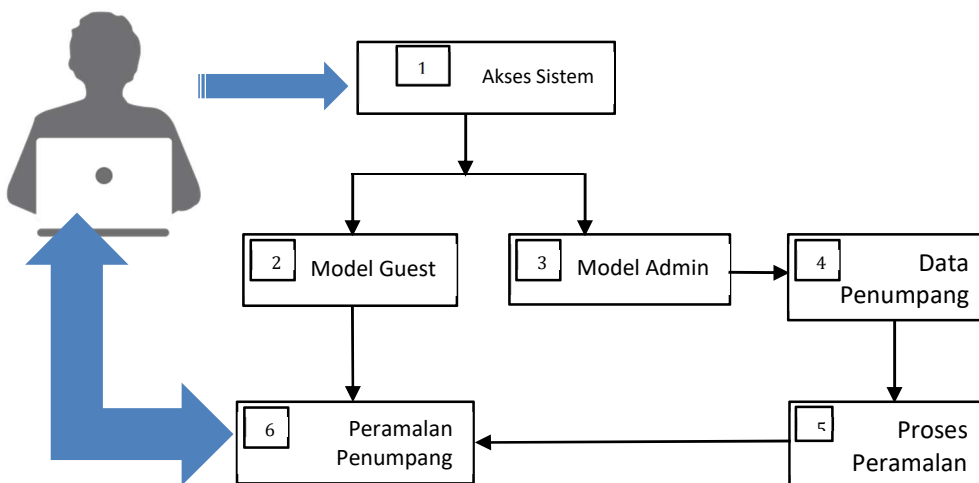 1 Akses Sistem
2 Model Guest
3 Model Admin
4 Data
Penumpang
5 Proses
Peramalan
6 Peramalan
Penumpang